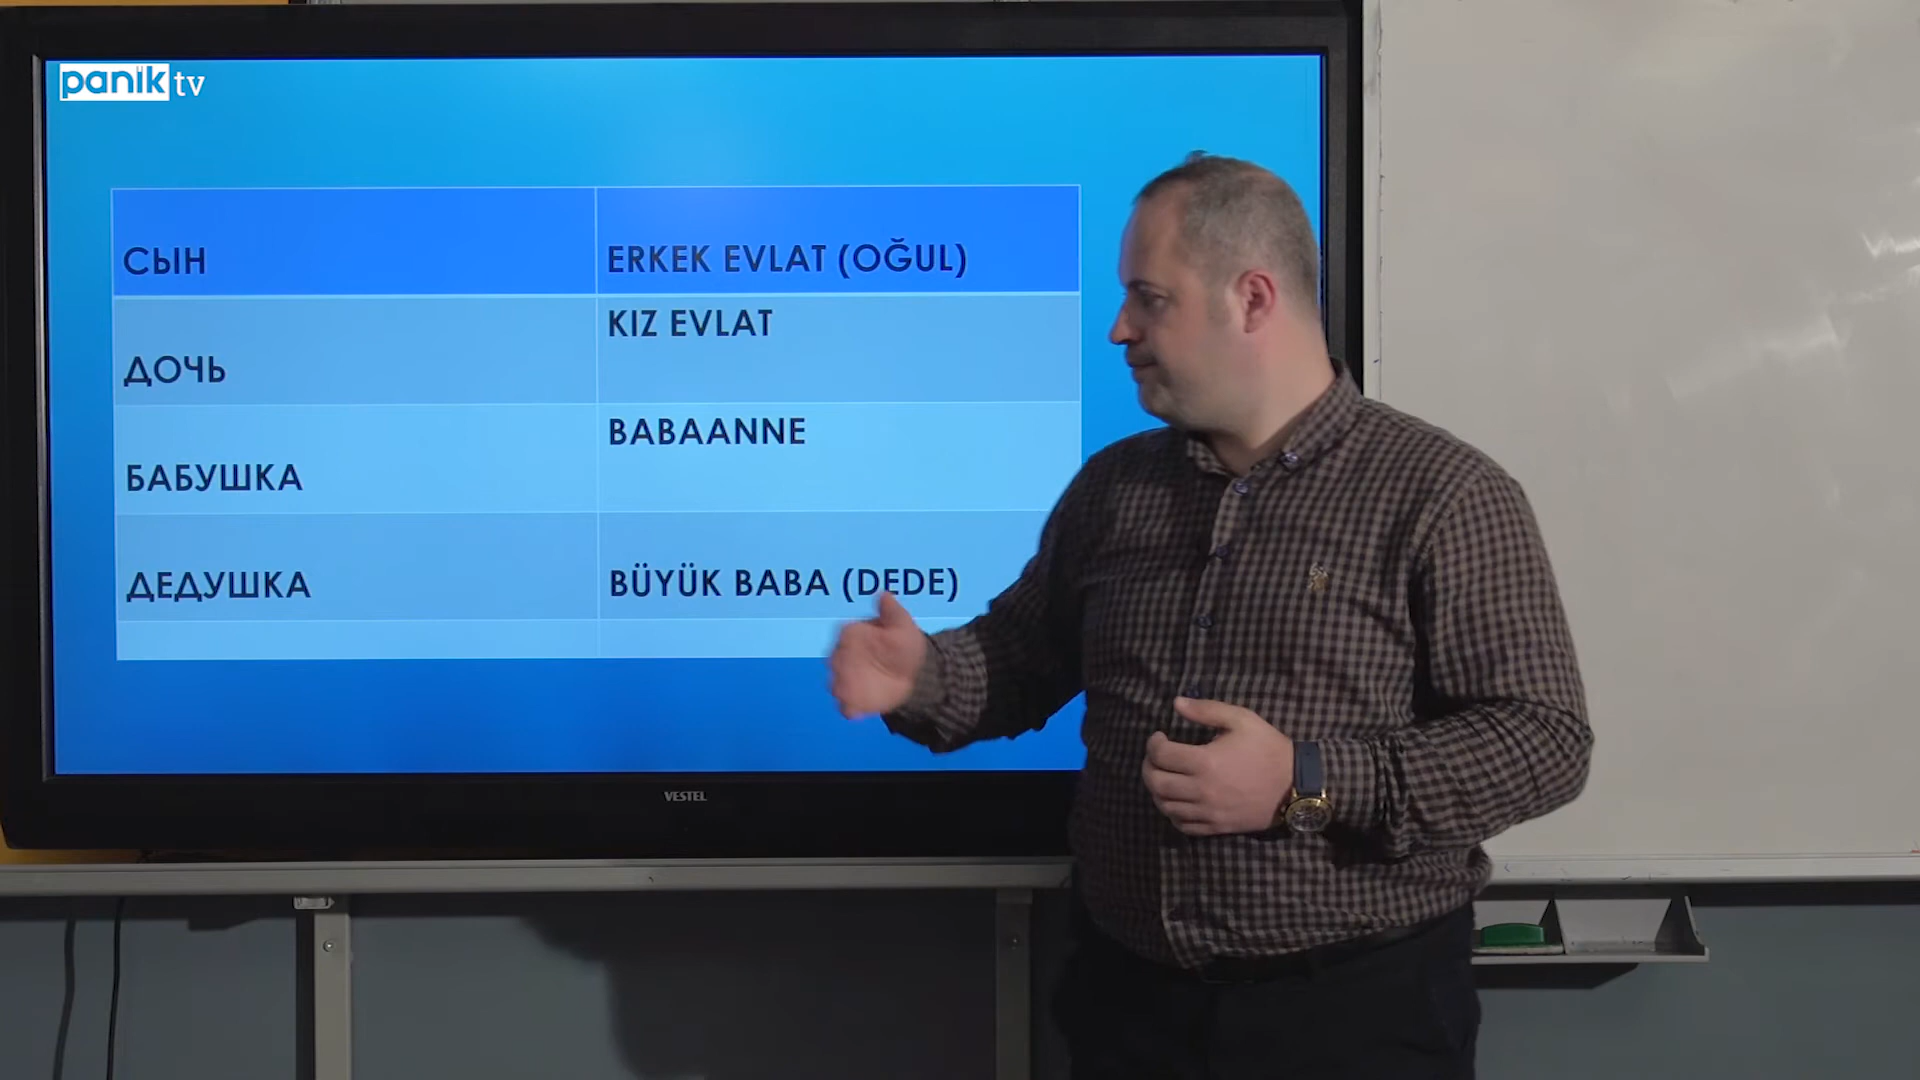 panik tv
СЫН
ERKEK EVLAT (OĞUL)
ДОЧЬ
KIZ EVLAT
БАБУШКА
BABAANNE
ДЕДУШКА
BÜYÜK BABA (DEDE)
VESTEL